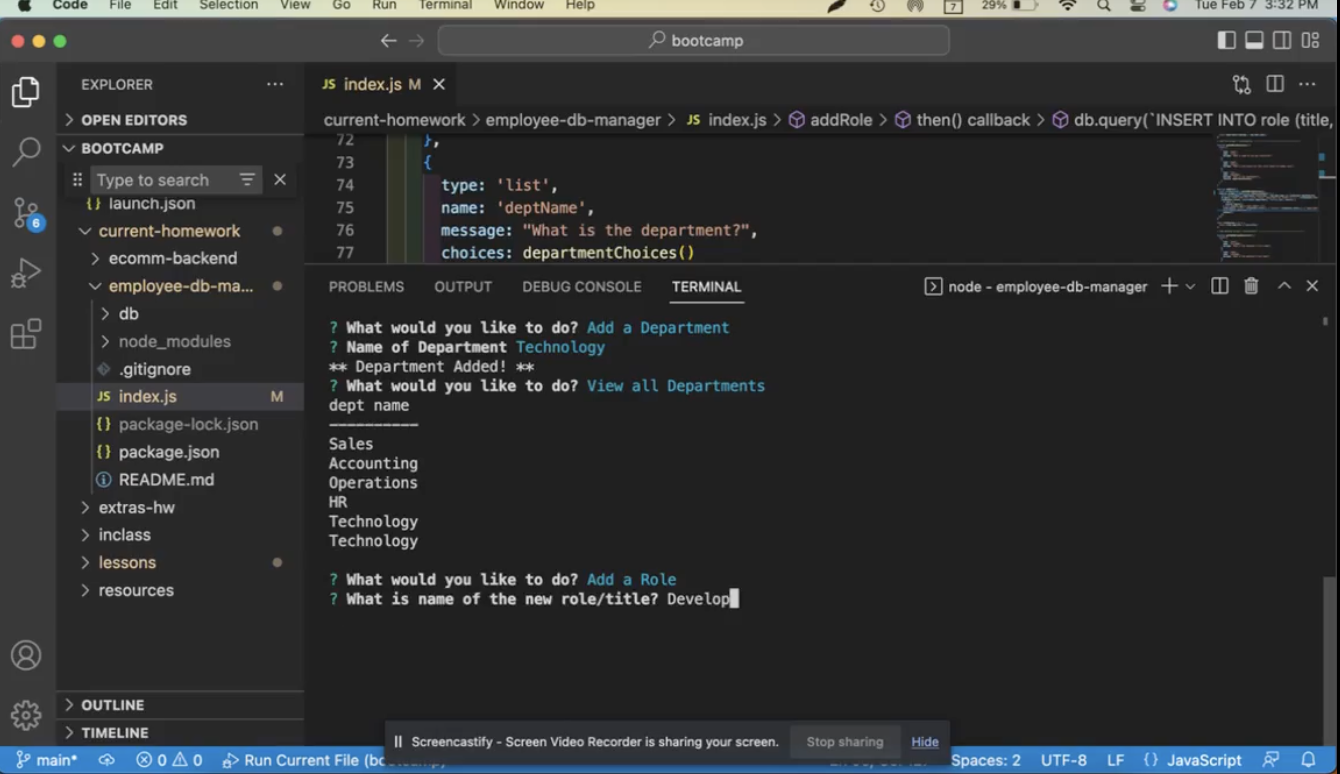 Code File Edit Selection View Go Run Terminal Window Help 7 29% Tue Feb 7 3:32 PM
bootcamp
EXPLORER
OPEN EDITORS
BOOTCAMP
Type to search
launch.json
current-homework
ecomm-backend
employee-db-ma...
db
node_modules
.gitignore
JS index.js M
{} package-lock.json
{} package.json
README.md
extras-hw
inclass
lessons
resources
OUTLINE
TIMELINE
6
JS index.js M
current-homework > employee-db-manager > JS index.js > addRole > then() callback > db.query(`INSERT INTO role (title,
72 },
73 {
74 type: 'list',
75 name: 'deptName',
76 message: "What is the department?",
77 choices: departmentChoices()
PROBLEMS OUTPUT DEBUG CONSOLE TERMINAL node - employee-db-manager
? What would you like to do? Add a Department
? Name of Department Technology
** Department Added! **
? What would you like to do? View all Departments
dept name
----------
Sales
Accounting
Operations
HR
Technology
Technology
? What would you like to do? Add a Role
? What is name of the new role/title? Develop
Screencastify - Screen Video Recorder is sharing your screen. Stop sharing Hide
main* 0 0 Run Current File Spaces: 2 UTF-8 LF {} JavaScript